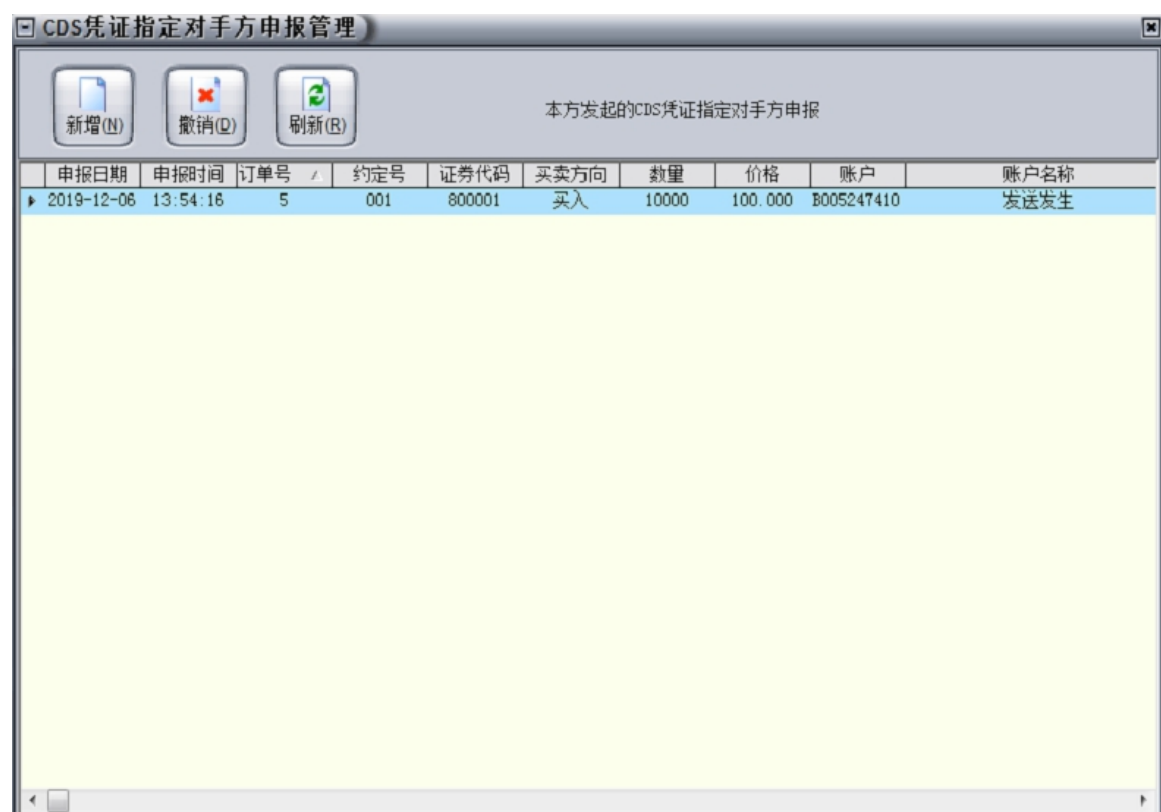 CDS凭证指定对手方申报管理
新增(N) 撤销(D) 刷新(R) 本方发起的CDS凭证指定对手方申报
申报日期 申报时间 订单号 约定号 证券代码 买卖方向 数量 价格 账户 账户名称
2019-12-06 13:54:16 5 001 800001 买入 10000 100.000 B005247410 发送发生